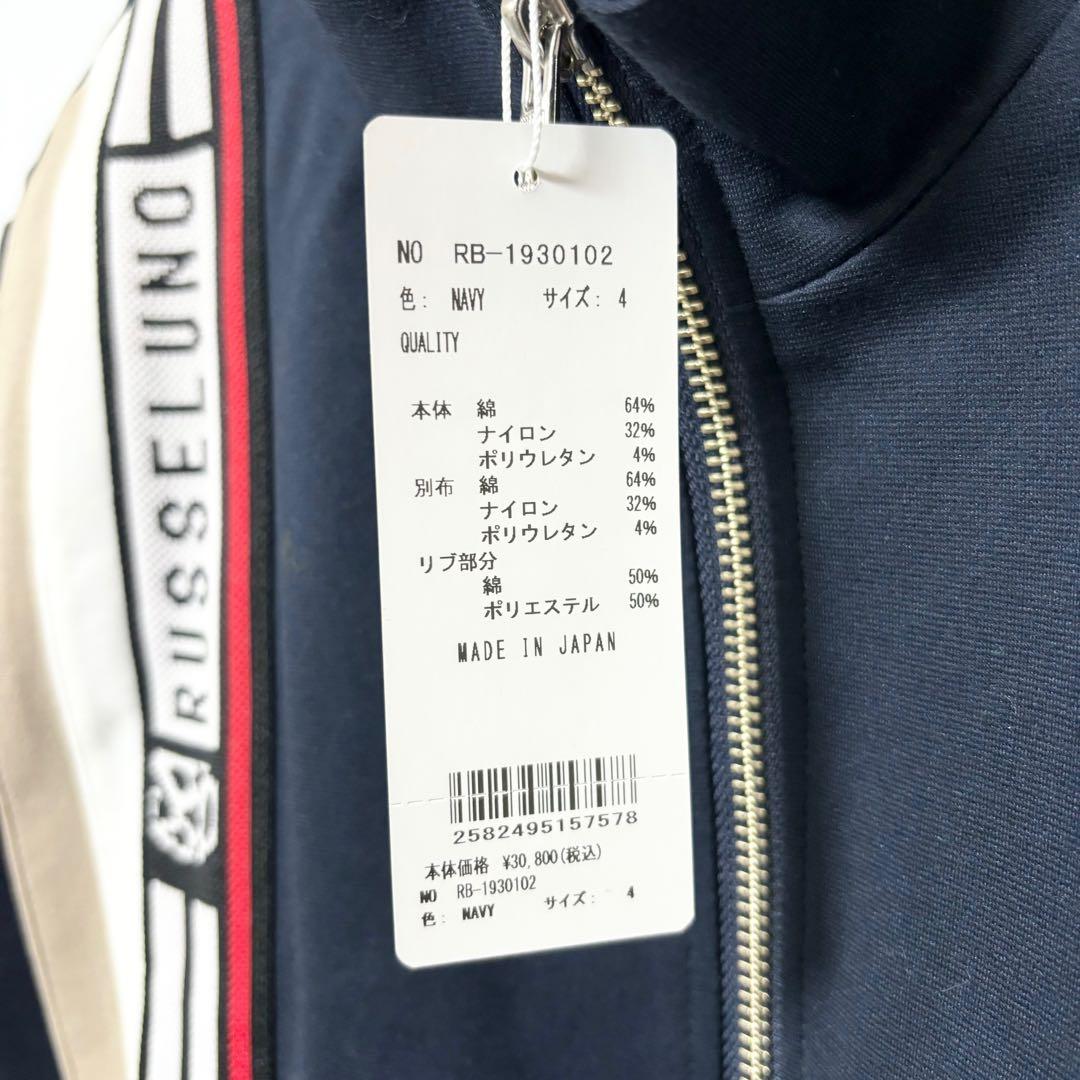 RUSSELUNO
NO RB-1930102
色： NAVY サイズ： 4
QUALITY
本体 綿 64%
ナイロン 32%
ポリウレタン 4%
別布 綿 64%
ナイロン 32%
ポリウレタン 4%
リブ部分
綿 50%
ポリエステル 50%
MADE IN JAPAN
2582495157578
本体価格 ¥30,800(税込)
NO RB-1930102
色： NAVY サイズ： 4